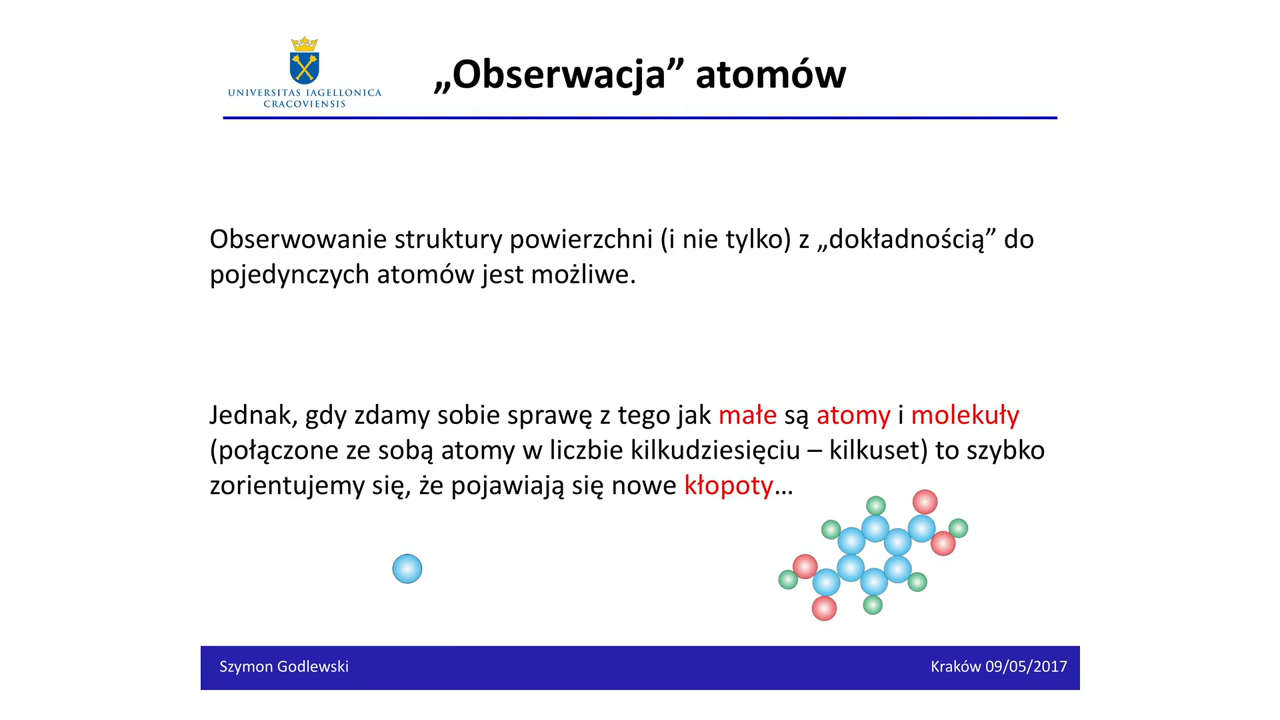 UNIVERSITAS IAGELLONICA
CRACOVIENSIS
„Obserwacja” atomów
Obserwowanie struktury powierzchni (i nie tylko) z „dokładnością” do
pojedynczych atomów jest możliwe.
Jednak, gdy zdamy sobie sprawę z tego jak małe są atomy i molekuły
(połączone ze sobą atomy w liczbie kilkudziesięciu – kilkuset) to szybko
zorientujemy się, że pojawiają się nowe kłopoty…
Szymon Godlewski
Kraków 09/05/2017